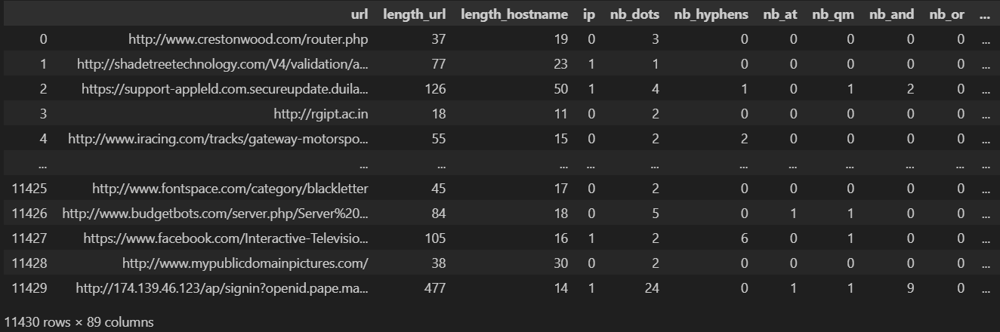 url length_url length_hostname ip nb_dots nb_hyphens nb_at nb_qm nb_and nb_or ...
0 http://www.crestonwood.com/router.php 37 19 0 3 0 0 0 0 0 ...
1 http://shadetreetechnology.com/V4/validation/a... 77 23 1 1 0 0 0 0 0 ...
2 https://support-appleld.com.secureupdate.duila... 126 50 1 4 1 0 1 2 0 ...
3 http://rgipt.ac.in 18 11 0 2 0 0 0 0 0 ...
4 http://www.iracing.com/tracks/gateway-motorspo... 55 15 0 2 2 0 0 0 0 ...
... ... ... ... ... ... ... ... ... ... ... ...
11425 http://www.fontspace.com/category/blackletter 45 17 0 2 0 0 0 0 0 ...
11426 http://www.budgetbots.com/server.php/Server%20... 84 18 0 5 0 1 1 0 0 ...
11427 https://www.facebook.com/Interactive-Televisio... 105 16 1 2 6 0 1 0 0 ...
11428 http://www.mypublicdomainpictures.com/ 38 30 0 2 0 0 0 0 0 ...
11429 http://174.139.46.123/ap/signin?openid.pape.ma... 477 14 1 24 0 1 1 9 0 ...
11430 rows × 89 columns